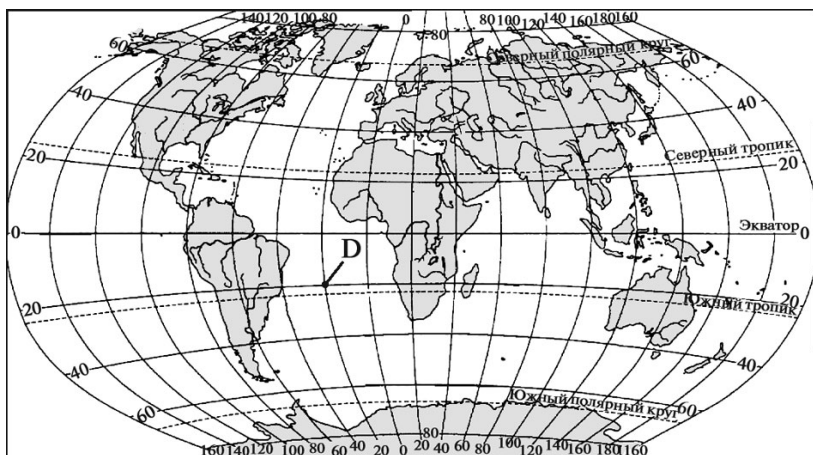 140 120 100 80 0 80 100 120 140 160 180 160
80
60 Северный полярный круг 60
40 40
Северный тропик
20 20
0 Экватор 0
D
20 Южный тропик 20
40 40
60 Южный полярный круг 60
80
160 140 120 100 80 60 40 20 0 20 40 60 80 100 120 140 160 180 160